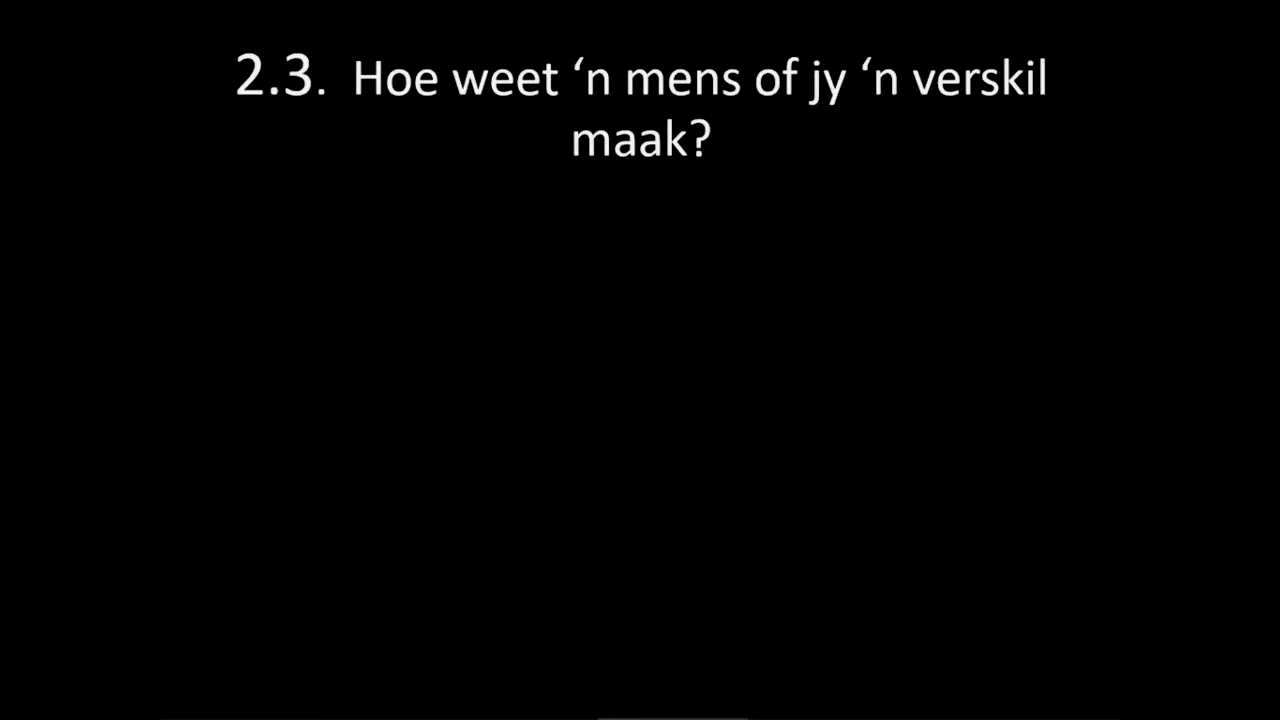 2.3.  Hoe weet ‘n mens of jy ‘n verskil
maak?